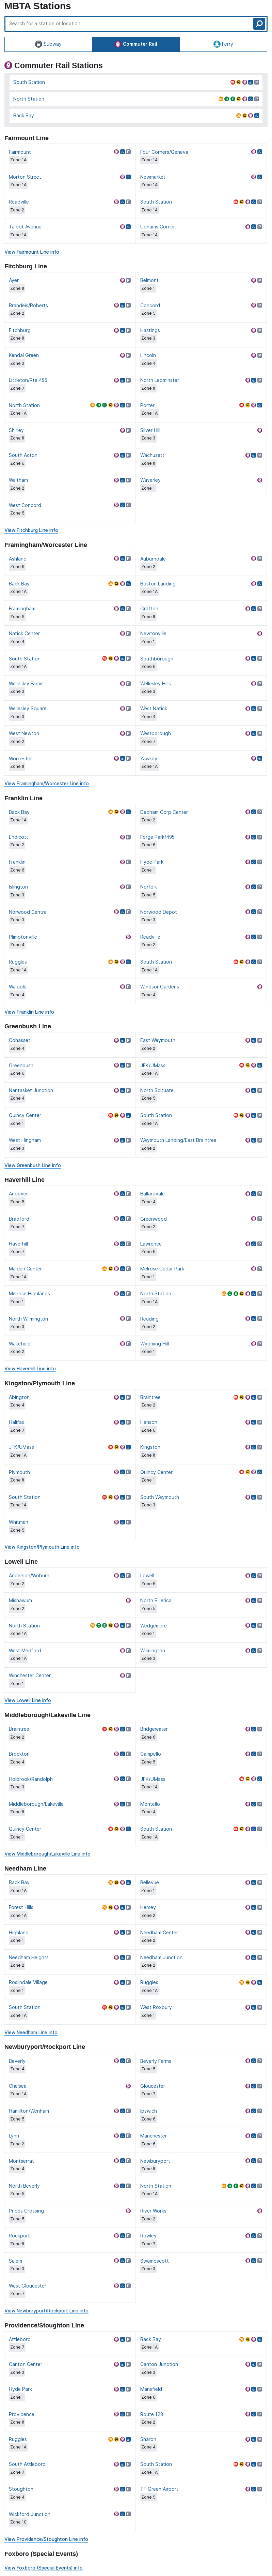 MBTA Stations
Search for a station or location
Subway
Commuter Rail
Ferry
Commuter Rail Stations
South Station
North Station
Back Bay
Fairmount Line
Fairmount
Zone 1A
Four Corners/Geneva
Zone 1A
Morton Street
Zone 1A
Newmarket
Zone 1A
Readville
Zone 2
South Station
Zone 1A
Talbot Avenue
Zone 1A
Uphams Corner
Zone 1A
View Fairmount Line info
Fitchburg Line
Ayer
Zone 8
Belmont
Zone 1
Brandeis/Roberts
Zone 2
Concord
Zone 5
Fitchburg
Zone 8
Hastings
Zone 3
Kendal Green
Zone 3
Lincoln
Zone 4
Littleton/Rte 495
Zone 7
North Leominster
Zone 8
North Station
Zone 1A
Porter
Zone 1A
Shirley
Zone 8
Silver Hill
Zone 3
South Acton
Zone 6
Wachusett
Zone 8
Waltham
Zone 2
Waverley
Zone 1
West Concord
Zone 5
View Fitchburg Line info
Framingham/Worcester Line
Ashland
Zone 6
Auburndale
Zone 2
Back Bay
Zone 1A
Boston Landing
Zone 1A
Framingham
Zone 5
Grafton
Zone 8
Natick Center
Zone 4
Newtonville
Zone 1
South Station
Zone 1A
Southborough
Zone 6
Wellesley Farms
Zone 3
Wellesley Hills
Zone 3
Wellesley Square
Zone 3
West Natick
Zone 4
West Newton
Zone 2
Westborough
Zone 7
Worcester
Zone 8
Yawkey
Zone 1A
View Framingham/Worcester Line info
Franklin Line
Back Bay
Zone 1A
Dedham Corp Center
Zone 2
Endicott
Zone 2
Forge Park/495
Zone 6
Franklin
Zone 6
Hyde Park
Zone 1
Islington
Zone 3
Norfolk
Zone 5
Norwood Central
Zone 3
Norwood Depot
Zone 3
Plimptonville
Zone 4
Readville
Zone 2
Ruggles
Zone 1A
South Station
Zone 1A
Walpole
Zone 4
Windsor Gardens
Zone 4
View Franklin Line info
Greenbush Line
Cohasset
Zone 4
East Weymouth
Zone 2
Greenbush
Zone 6
JFK/UMass
Zone 1A
Nantasket Junction
Zone 4
North Scituate
Zone 5
Quincy Center
Zone 1
South Station
Zone 1A
West Hingham
Zone 3
Weymouth Landing/East Braintree
Zone 2
View Greenbush Line info
Haverhill Line
Andover
Zone 5
Ballardvale
Zone 4
Bradford
Zone 7
Greenwood
Zone 2
Haverhill
Zone 7
Lawrence
Zone 6
Malden Center
Zone 1A
Melrose Cedar Park
Zone 1
Melrose Highlands
Zone 1
North Station
Zone 1A
North Wilmington
Zone 3
Reading
Zone 2
Wakefield
Zone 2
Wyoming Hill
Zone 1
View Haverhill Line info
Kingston/Plymouth Line
Abington
Zone 4
Braintree
Zone 2
Halifax
Zone 7
Hanson
Zone 6
JFK/UMass
Zone 1A
Kingston
Zone 8
Plymouth
Zone 8
Quincy Center
Zone 1
South Station
Zone 1A
South Weymouth
Zone 3
Whitman
Zone 5
View Kingston/Plymouth Line info
Lowell Line
Anderson/Woburn
Zone 2
Lowell
Zone 6
Mishawum
Zone 2
North Billerica
Zone 5
North Station
Zone 1A
Wedgemere
Zone 1
West Medford
Zone 1A
Wilmington
Zone 3
Winchester Center
Zone 1
View Lowell Line info
Middleborough/Lakeville Line
Braintree
Zone 2
Bridgewater
Zone 6
Brockton
Zone 4
Campello
Zone 5
Holbrook/Randolph
Zone 3
JFK/UMass
Zone 1A
Middleborough/Lakeville
Zone 8
Montello
Zone 4
Quincy Center
Zone 1
South Station
Zone 1A
View Middleborough/Lakeville Line info
Needham Line
Back Bay
Zone 1A
Bellevue
Zone 1
Forest Hills
Zone 1A
Hersey
Zone 2
Highland
Zone 1
Needham Center
Zone 2
Needham Heights
Zone 2
Needham Junction
Zone 2
Roslindale Village
Zone 1
Ruggles
Zone 1A
South Station
Zone 1A
West Roxbury
Zone 1
View Needham Line info
Newburyport/Rockport Line
Beverly
Zone 4
Beverly Farms
Zone 5
Chelsea
Zone 1A
Gloucester
Zone 7
Hamilton/Wenham
Zone 5
Ipswich
Zone 6
Lynn
Zone 2
Manchester
Zone 6
Montserrat
Zone 4
Newburyport
Zone 8
North Beverly
Zone 5
North Station
Zone 1A
Prides Crossing
Zone 5
River Works
Zone 2
Rockport
Zone 8
Rowley
Zone 7
Salem
Zone 3
Swampscott
Zone 3
West Gloucester
Zone 7
View Newburyport/Rockport Line info
Providence/Stoughton Line
Attleboro
Zone 7
Back Bay
Zone 1A
Canton Center
Zone 3
Canton Junction
Zone 3
Hyde Park
Zone 1
Mansfield
Zone 6
Providence
Zone 8
Route 128
Zone 2
Ruggles
Zone 1A
Sharon
Zone 4
South Attleboro
Zone 7
South Station
Zone 1A
Stoughton
Zone 4
TF Green Airport
Zone 9
Wickford Junction
Zone 10
View Providence/Stoughton Line info
Foxboro (Special Events)
View Foxboro (Special Events) info